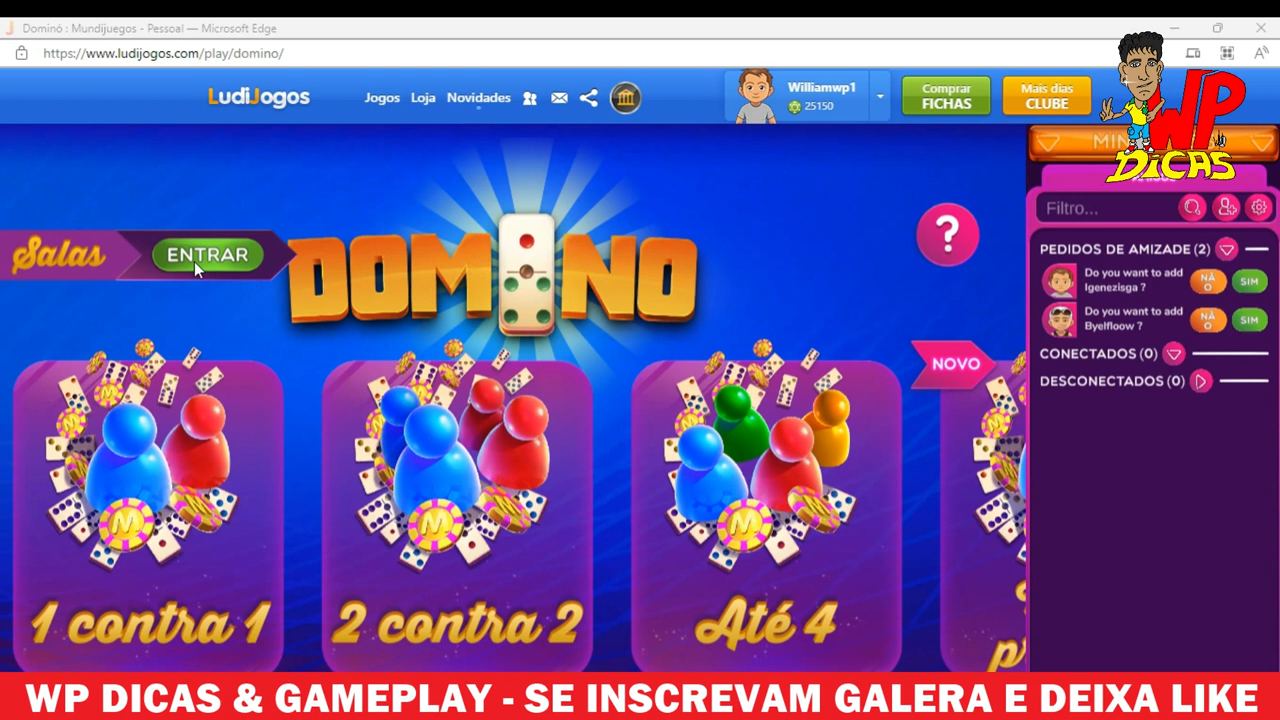 Dominó : Mundijuegos - Pessoal — Microsoft Edge
https://www.ludijogos.com/play/domino/
LudiJogos
Jogos Loja Novidades
Williamwp1
25150
Comprar
FICHAS
Mais dias
CLUBE
WP
DiCAS
Salas
ENTRAR
DOMINO
?
Filtro...
PEDIDOS DE AMIZADE (2)
Do you want to add
Igenezisga ?
NÃ
O
SIM
Do you want to add
Byelfloow ?
NÃ
O
SIM
CONECTADOS (0)
DESCONECTADOS (0)
NOVO
1 contra 1
2 contra 2
Até 4
WP DICAS & GAMEPLAY - SE INSCREVAM GALERA E DEIXA LIKE